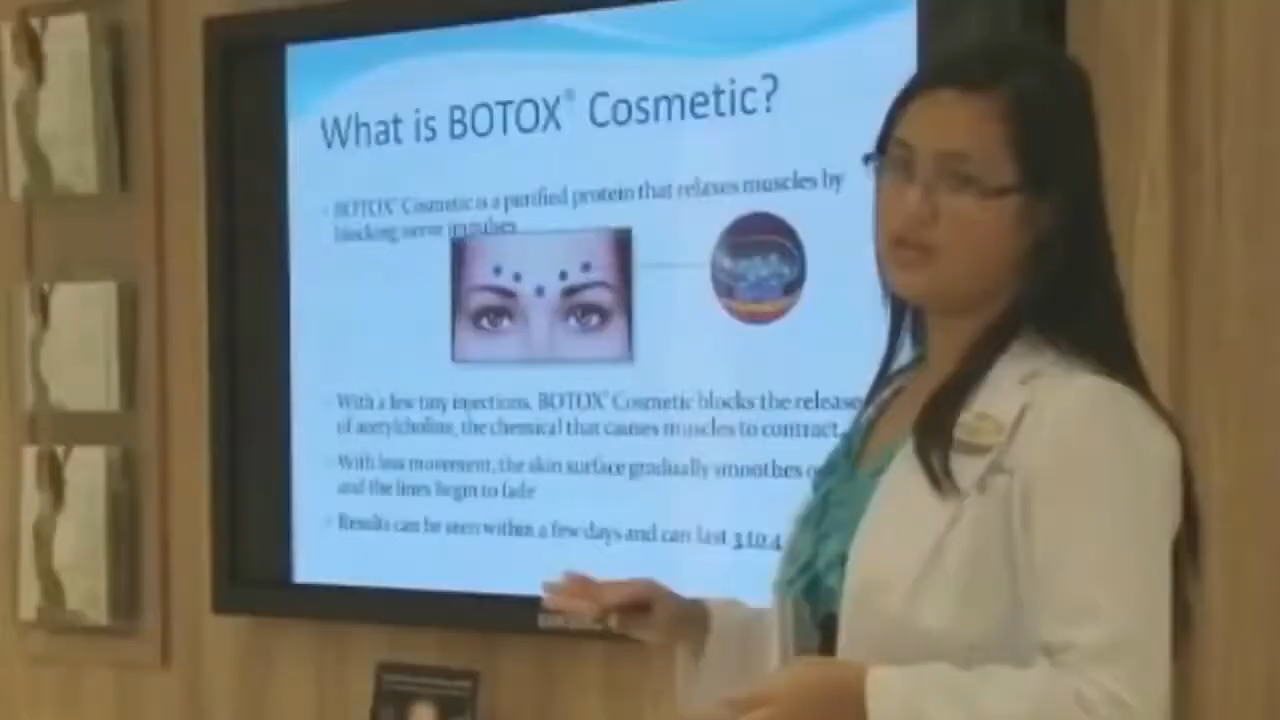 What is BOTOX® Cosmetic?
BOTOX® Cosmetic is a purified protein that relaxes muscles by
blocking nerve impulses
With a few tiny injections, BOTOX® Cosmetic blocks the release
of acetylcholine, the chemical that causes muscles to contract.
With less movement, the skin surface gradually smoothes
and the lines begin to fade
Results can be seen within a few days and can last 3 to 4